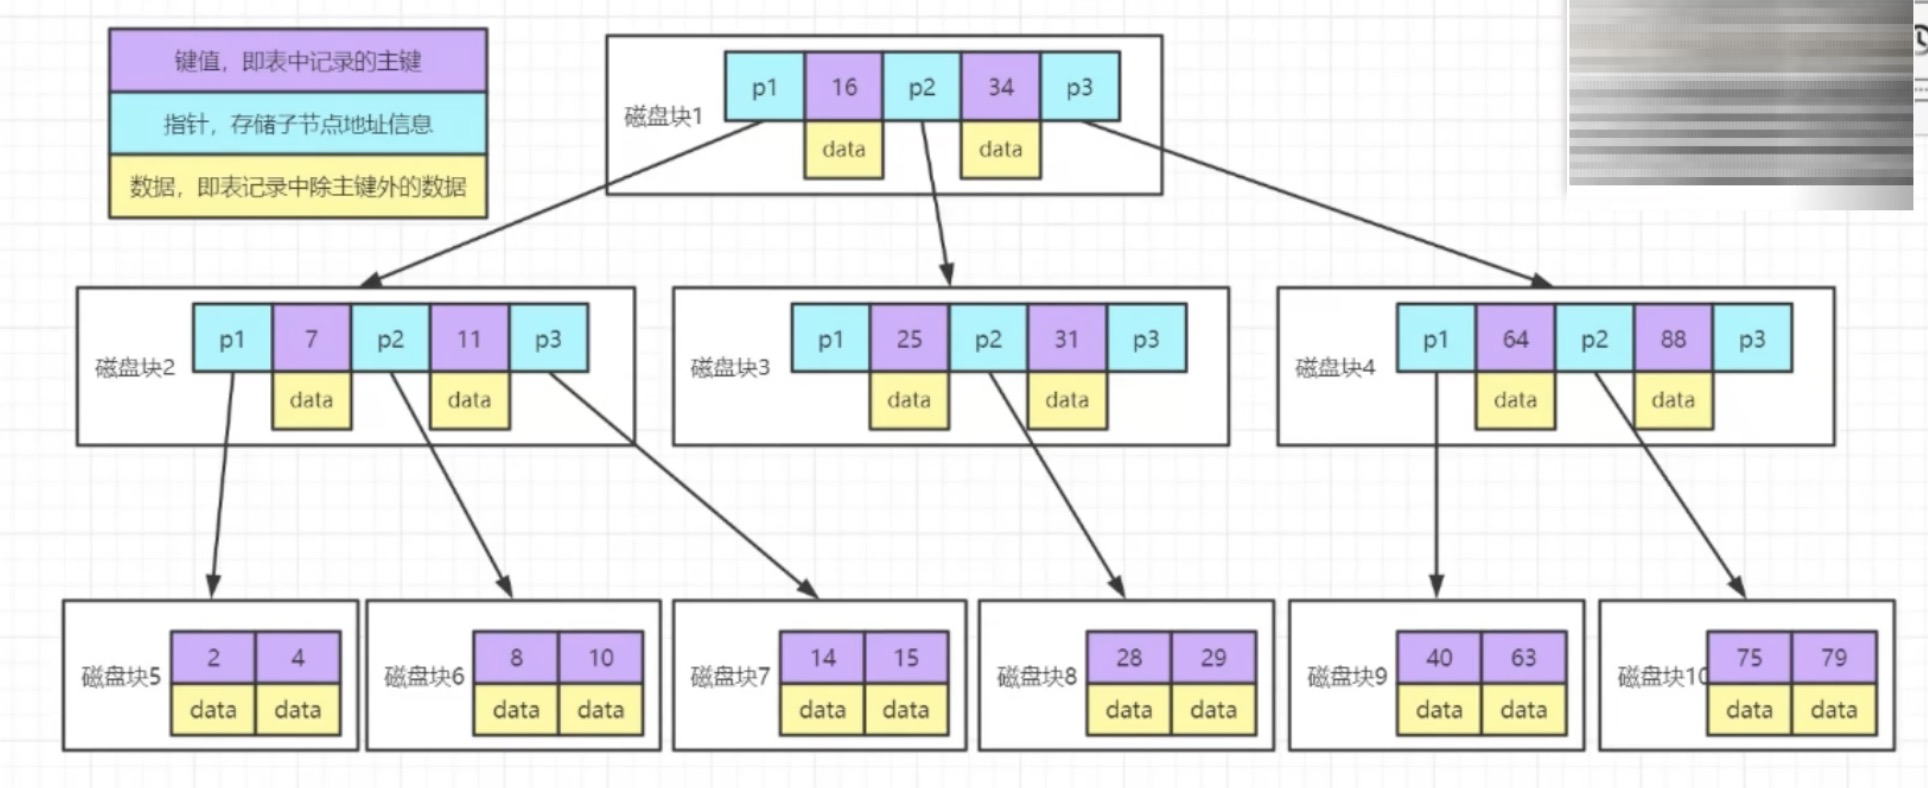 键值，即表中记录的主键
指针，存储子节点地址信息
数据，即表记录中除主键外的数据
磁盘块1
p1 16 p2 34 p3
data data
磁盘块2
p1 7 p2 11 p3
data data
磁盘块3
p1 25 p2 31 p3
data data
磁盘块4
p1 64 p2 88 p3
data data
磁盘块5
2 4
data data
磁盘块6
8 10
data data
磁盘块7
14 15
data data
磁盘块8
28 29
data data
磁盘块9
40 63
data data
磁盘块10
75 79
data data